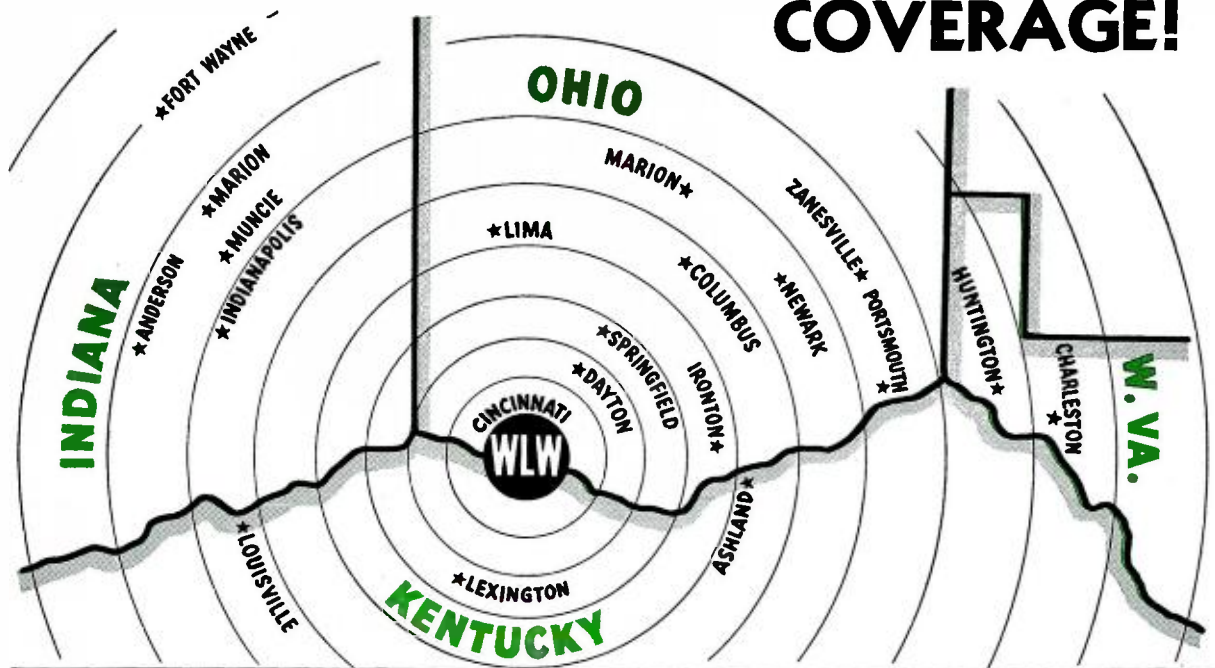 COVERAGE!
FORT WAYNE
OHIO
MARION
MARION
MUNCIE
INDIANAPOLIS
ANDERSON
INDIANA
LIMA
ZANESVILLE
COLUMBUS
NEWARK
PORTSMOUTH
HUNTINGTON
CHARLESTON
W. VA.
SPRINGFIELD
DAYTON
IRONTON
CINCINNATI
WLW
ASHLAND
LOUISVILLE
LEXINGTON
KENTUCKY